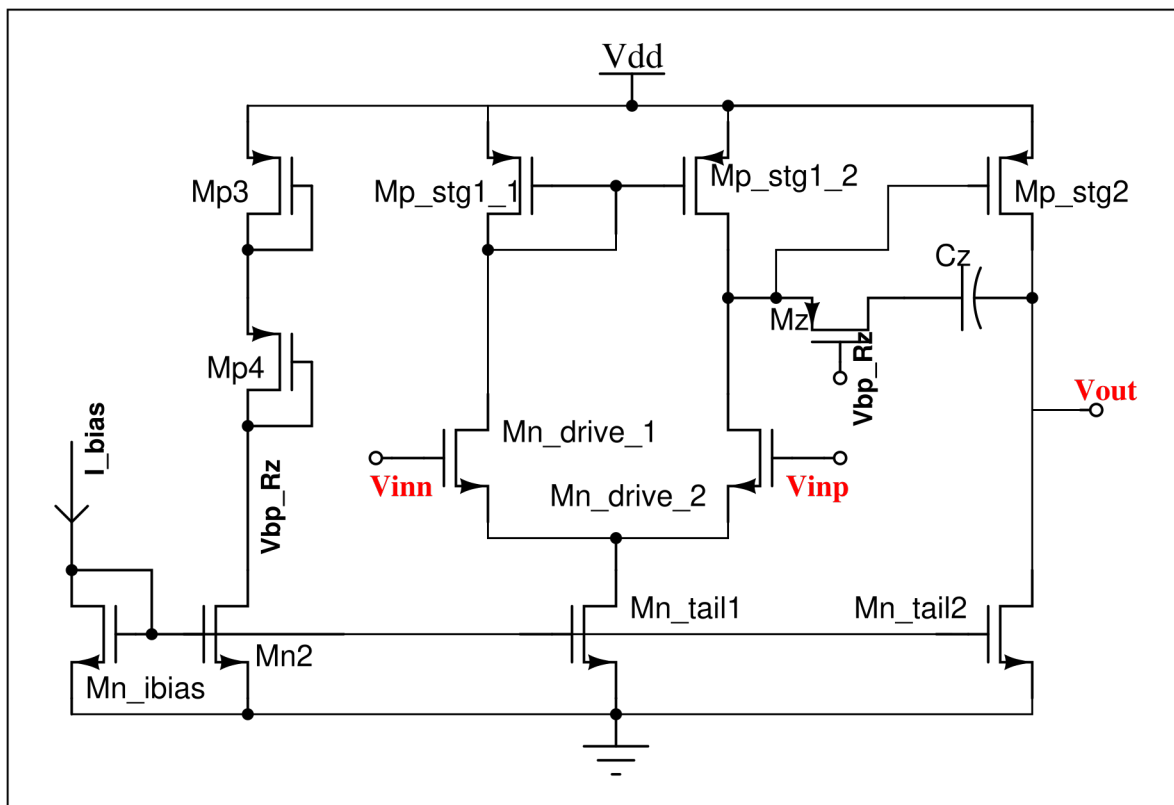 Vdd
Mp3
Mp_stg1_1
Mp_stg1_2
Mp_stg2
Cz
Mz
Vbp_Rz
Mp4
Vout
I_bias
Vbp_Rz
Mn_drive_1
Vinn
Mn_drive_2
Vinp
Mn_tail1
Mn_tail2
Mn2
Mn_ibias